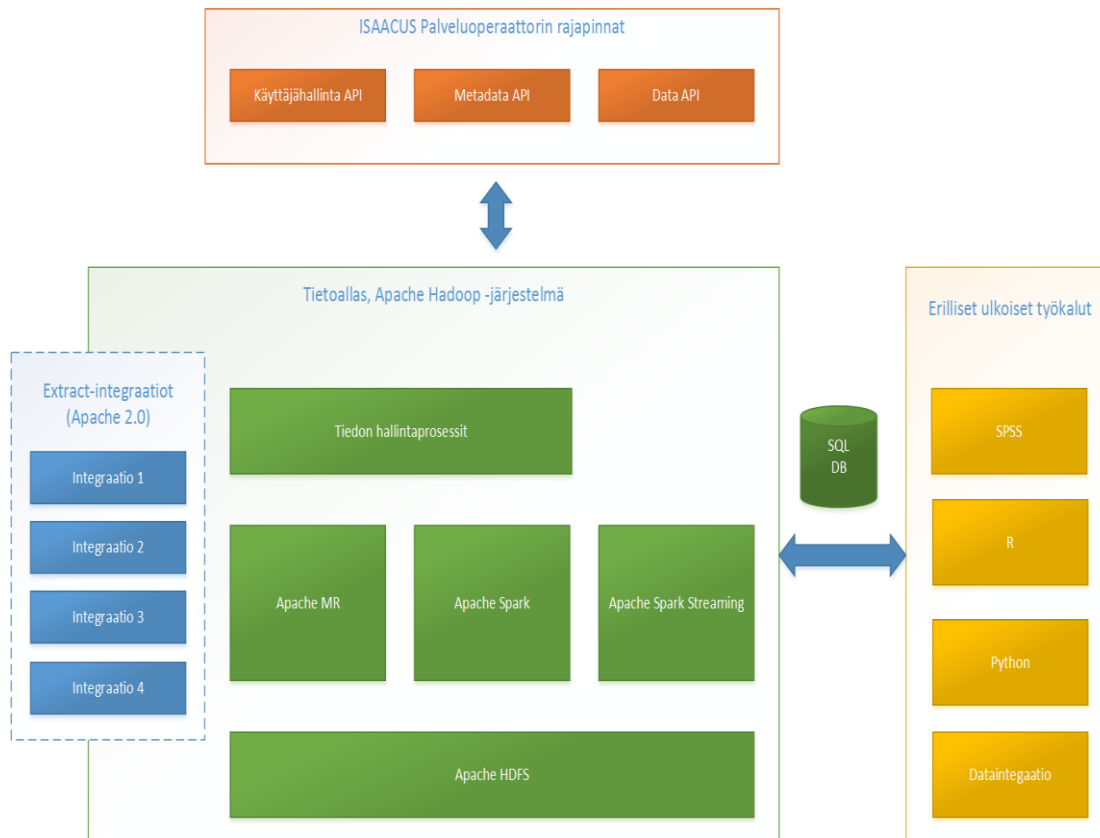 ISAACUS Palveluoperaattorin rajapinnat
Käyttäjähallinta API
Metadata API
Data API
Tietoallas, Apache Hadoop -järjestelmä
Erilliset ulkoiset työkalut
Extract-integraatiot
(Apache 2.0)
Integraatio 1
Integraatio 2
Integraatio 3
Integraatio 4
Tiedon hallintaprosessit
Apache MR
Apache Spark
Apache Spark Streaming
Apache HDFS
SQL
DB
SPSS
R
Python
Dataintegaatio